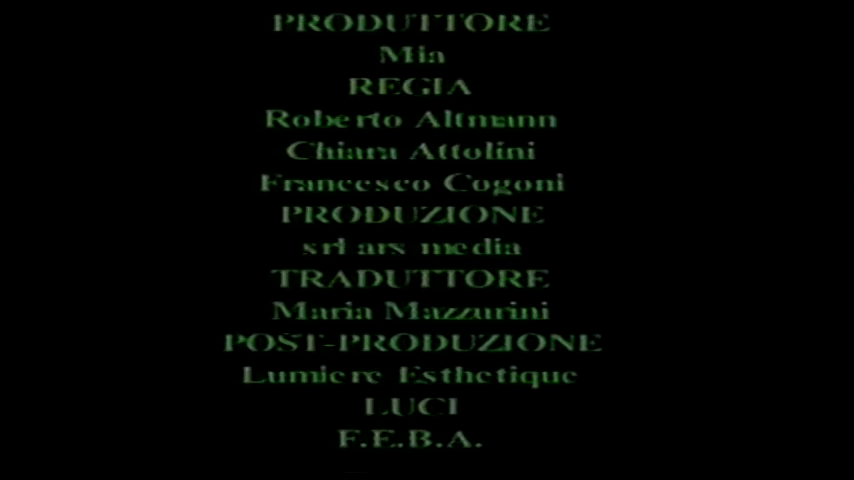 PRODUTTORE
Mia
REGIA
Roberto Altmann
Chiara Attolini
Francesco Cogoni
PRODUZIONE
srl ars media
TRADUTTORE
Maria Mazzurini
POST-PRODUZIONE
Lumiere Esthetique
LUCI
F.E.B.A.